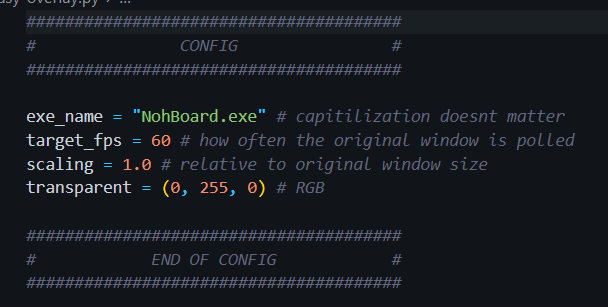 asy-overlay.py > ...
########################################
# CONFIG #
########################################
exe_name = "NohBoard.exe" # capitilization doesnt matter
target_fps = 60 # how often the original window is polled
scaling = 1.0 # relative to original window size
transparent = (0, 255, 0) # RGB
########################################
# END OF CONFIG #
########################################